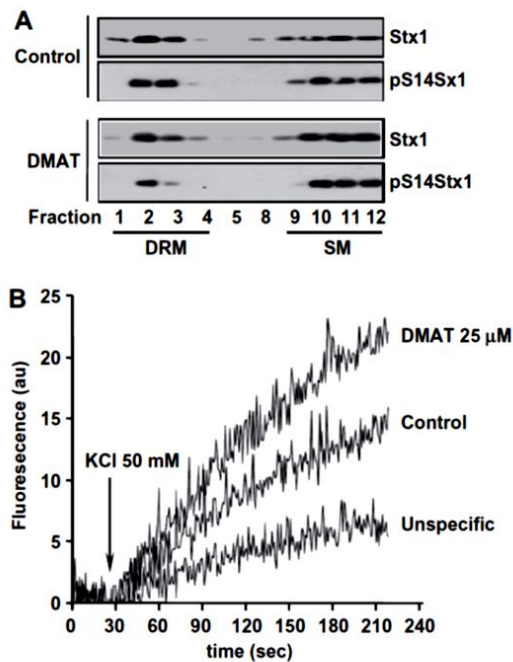 A
Control
Stx1
pS14Sx1
DMAT
Stx1
pS14Stx1
Fraction 1 2 3 4 5 8 9 10 11 12
DRM SM
B
Fluoresecence (au)
25
20
15
10
5
0
KCl 50 mM
DMAT 25 μM
Control
Unspecific
0 30 60 90 120 150 180 210 240
time (sec)